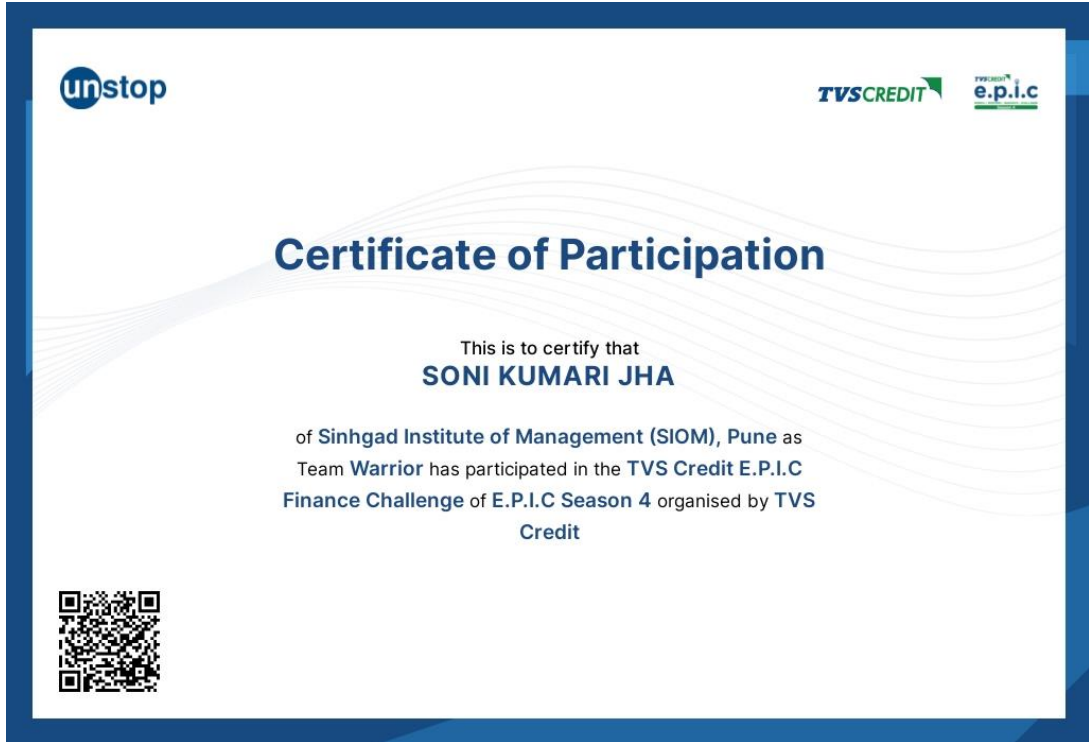 unstop
TVS CREDIT
TVS CREDIT
e.p.i.c
Certificate of Participation
This is to certify that
SONI KUMARI JHA
of Sinhgad Institute of Management (SIOM), Pune as
Team Warrior has participated in the TVS Credit E.P.I.C
Finance Challenge of E.P.I.C Season 4 organised by TVS
Credit